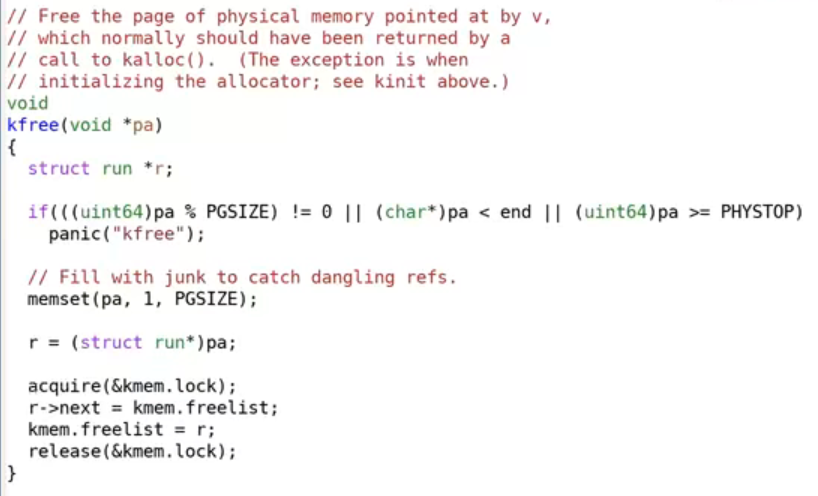 // Free the page of physical memory pointed at by v,
// which normally should have been returned by a
// call to kalloc().  (The exception is when
// initializing the allocator; see kinit above.)
void
kfree(void *pa)
{
  struct run *r;

  if(((uint64)pa % PGSIZE) != 0 || (char*)pa < end || (uint64)pa >= PHYSTOP)
    panic("kfree");

  // Fill with junk to catch dangling refs.
  memset(pa, 1, PGSIZE);

  r = (struct run*)pa;

  acquire(&kmem.lock);
  r->next = kmem.freelist;
  kmem.freelist = r;
  release(&kmem.lock);
}